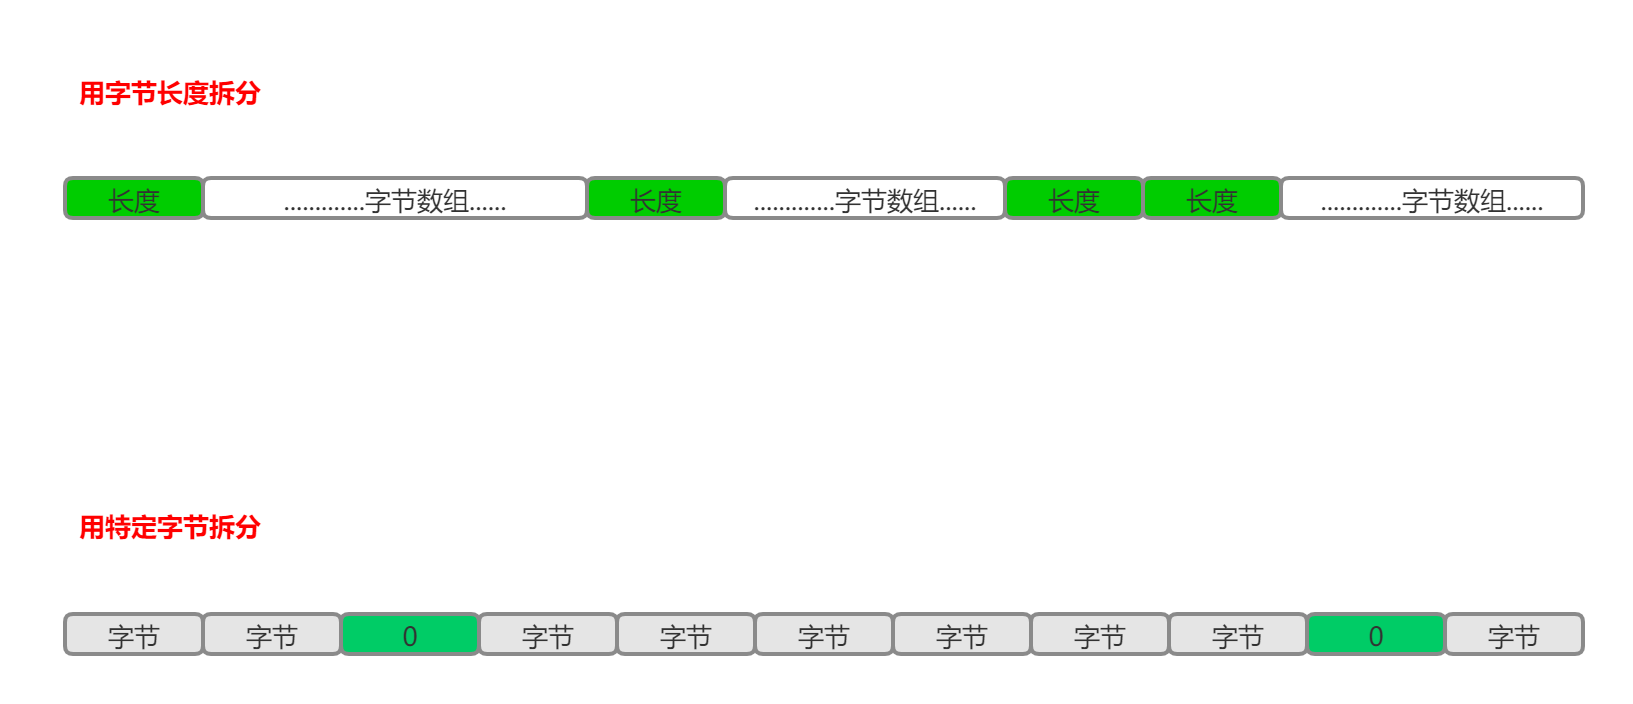 用字节长度拆分
长度 .............字节数组...... 长度 .............字节数组...... 长度 长度 .............字节数组......
用特定字节拆分
字节 字节 0 字节 字节 字节 字节 字节 字节 0 字节